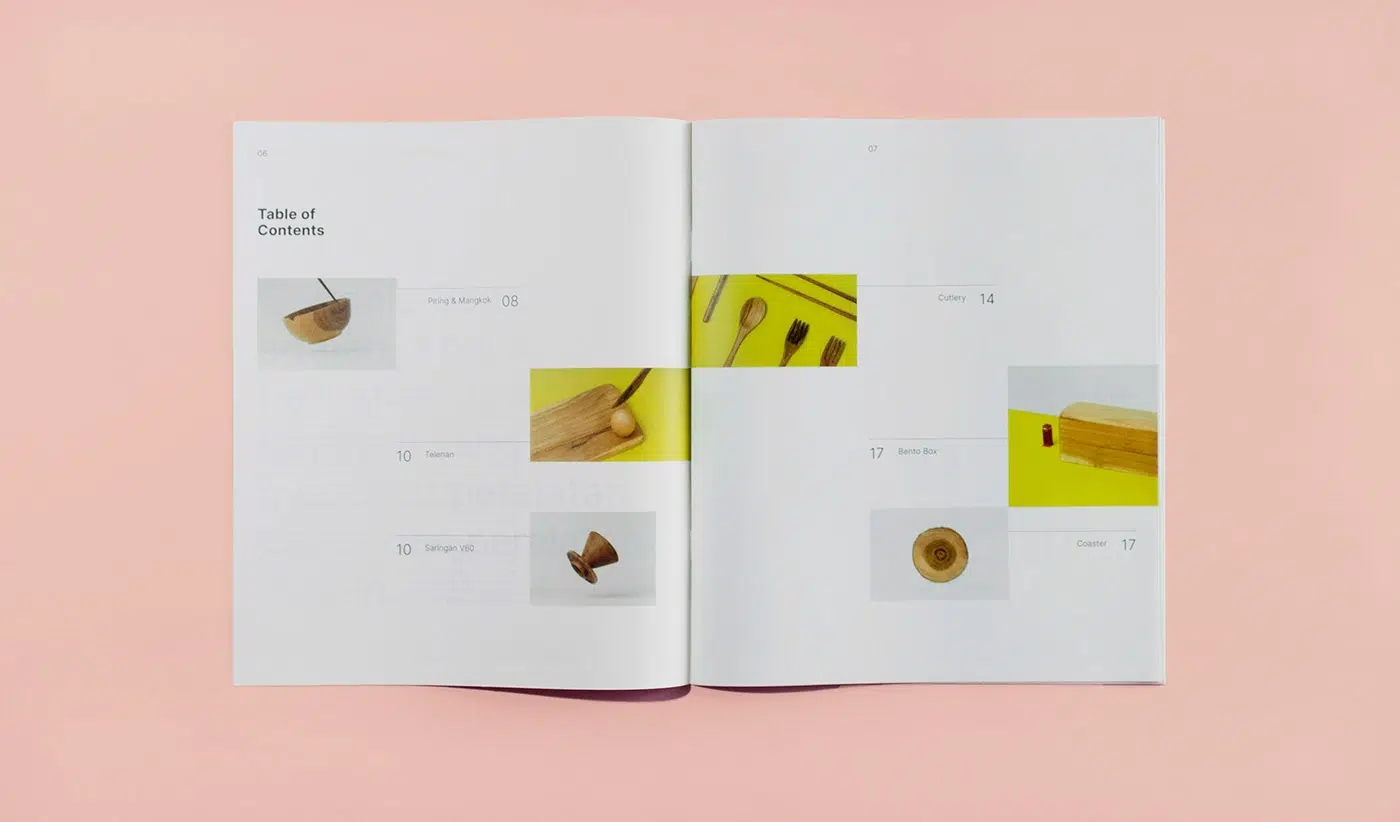 06
Table of
Contents
Piring & Mangkok 08
10 Telenan
10 Saringan V60
07
Cutlery 14
17 Bento Box
Coaster 17